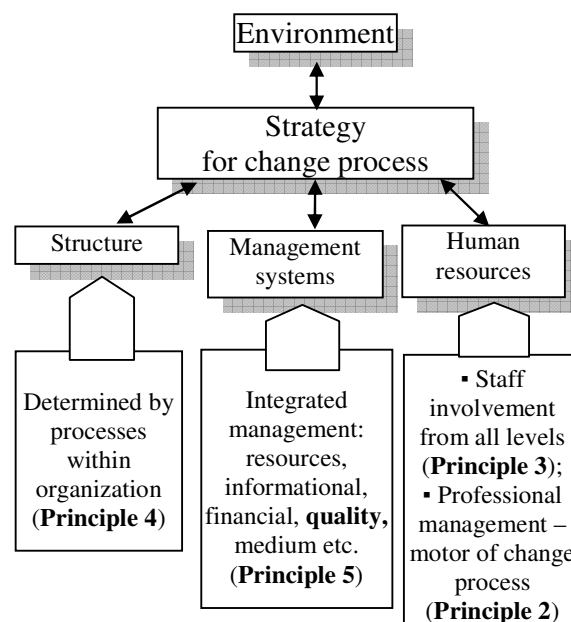 Environment
Strategy
for change process
Structure
Management
systems
Human
resources
Determined by
processes
within
organization
(Principle 4)
Integrated
management:
resources,
informational,
financial, quality,
medium etc.
(Principle 5)
▪ Staff
involvement
from all levels
(Principle 3);
▪ Professional
management –
motor of change
process
(Principle 2)